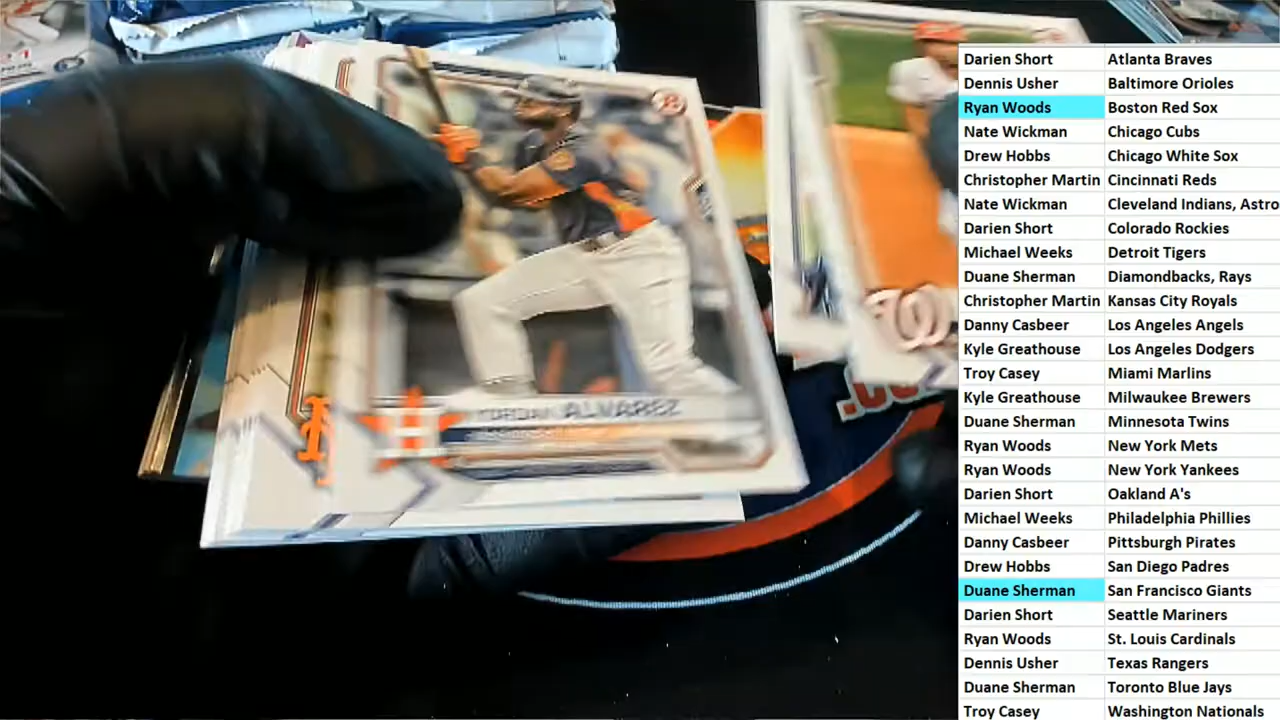 YORDAN ALVAREZ
H
.CO
W
Darien Short Atlanta Braves
Dennis Usher Baltimore Orioles
Ryan Woods Boston Red Sox
Nate Wickman Chicago Cubs
Drew Hobbs Chicago White Sox
Christopher Martin Cincinnati Reds
Nate Wickman Cleveland Indians, Astro
Darien Short Colorado Rockies
Michael Weeks Detroit Tigers
Duane Sherman Diamondbacks, Rays
Christopher Martin Kansas City Royals
Danny Casbeer Los Angeles Angels
Kyle Greathouse Los Angeles Dodgers
Troy Casey Miami Marlins
Kyle Greathouse Milwaukee Brewers
Duane Sherman Minnesota Twins
Ryan Woods New York Mets
Ryan Woods New York Yankees
Darien Short Oakland A's
Michael Weeks Philadelphia Phillies
Danny Casbeer Pittsburgh Pirates
Drew Hobbs San Diego Padres
Duane Sherman San Francisco Giants
Darien Short Seattle Mariners
Ryan Woods St. Louis Cardinals
Dennis Usher Texas Rangers
Duane Sherman Toronto Blue Jays
Troy Casey Washington Nationals